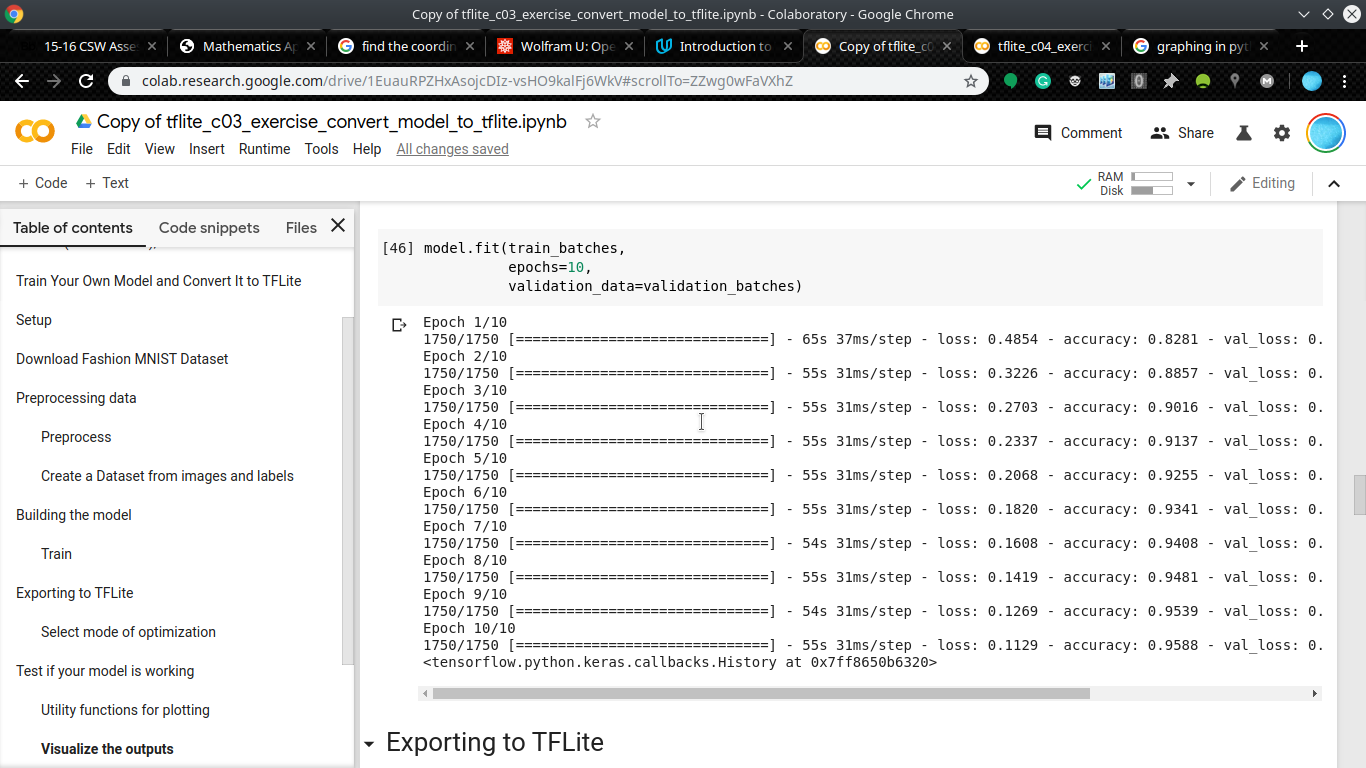 Copy of tflite_c03_exercise_convert_model_to_tflite.ipynb - Colaboratory - Google Chrome
15-16 CSW Asse
Mathematics Ap
find the coordin
Wolfram U: Ope
Introduction to
Copy of tflite_c0
tflite_c04_exerc
graphing in pyt
colab.research.google.com/drive/1EuauRPZHxAsojcDIz-vsHO9kalFj6WkV#scrollTo=ZZwg0wFaVXhZ
Copy of tflite_c03_exercise_convert_model_to_tflite.ipynb
Comment
Share
File Edit View Insert Runtime Tools Help All changes saved
+ Code + Text
RAM
Disk
Editing
Table of contents Code snippets Files
Train Your Own Model and Convert It to TFLite
Setup
Download Fashion MNIST Dataset
Preprocessing data
Preprocess
Create a Dataset from images and labels
Building the model
Train
Exporting to TFLite
Select mode of optimization
Test if your model is working
Utility functions for plotting
Visualize the outputs
[46] model.fit(train_batches,
epochs=10,
validation_data=validation_batches)
Epoch 1/10
1750/1750 [==============================] - 65s 37ms/step - loss: 0.4854 - accuracy: 0.8281 - val_loss: 0.
Epoch 2/10
1750/1750 [==============================] - 55s 31ms/step - loss: 0.3226 - accuracy: 0.8857 - val_loss: 0.
Epoch 3/10
1750/1750 [==============================] - 55s 31ms/step - loss: 0.2703 - accuracy: 0.9016 - val_loss: 0.
Epoch 4/10
1750/1750 [==============================] - 55s 31ms/step - loss: 0.2337 - accuracy: 0.9137 - val_loss: 0.
Epoch 5/10
1750/1750 [==============================] - 55s 31ms/step - loss: 0.2068 - accuracy: 0.9255 - val_loss: 0.
Epoch 6/10
1750/1750 [==============================] - 55s 31ms/step - loss: 0.1820 - accuracy: 0.9341 - val_loss: 0.
Epoch 7/10
1750/1750 [==============================] - 54s 31ms/step - loss: 0.1608 - accuracy: 0.9408 - val_loss: 0.
Epoch 8/10
1750/1750 [==============================] - 55s 31ms/step - loss: 0.1419 - accuracy: 0.9481 - val_loss: 0.
Epoch 9/10
1750/1750 [==============================] - 54s 31ms/step - loss: 0.1269 - accuracy: 0.9539 - val_loss: 0.
Epoch 10/10
1750/1750 [==============================] - 55s 31ms/step - loss: 0.1129 - accuracy: 0.9588 - val_loss: 0.
<tensorflow.python.keras.callbacks.History at 0x7ff8650b6320>
Exporting to TFLite